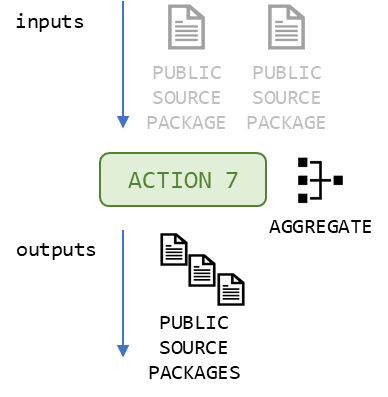 inputs
PUBLIC SOURCE PACKAGE
PUBLIC SOURCE PACKAGE
ACTION 7
AGGREGATE
outputs
PUBLIC
SOURCE
PACKAGES